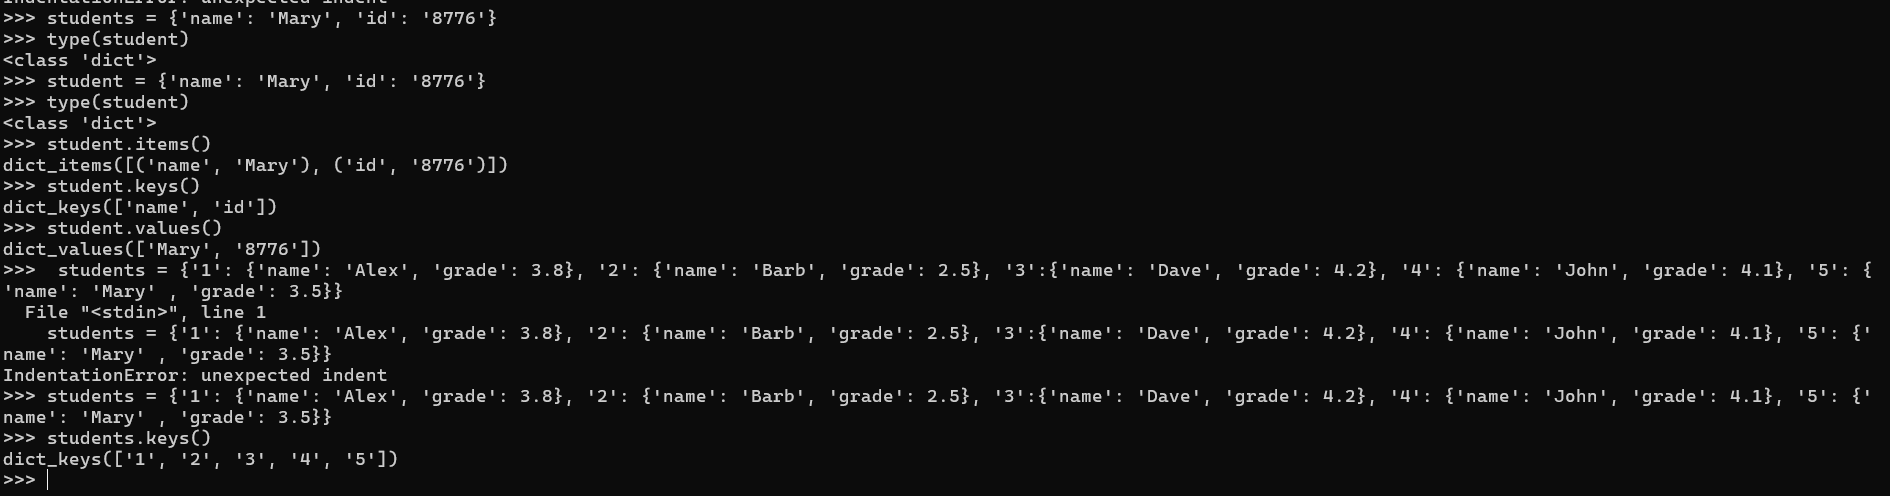 IndentationError: unexpected indent
>>> students = {'name': 'Mary', 'id': '8776'}
>>> type(student)
<class 'dict'>
>>> student = {'name': 'Mary', 'id': '8776'}
>>> type(student)
<class 'dict'>
>>> student.items()
dict_items([('name', 'Mary'), ('id', '8776')])
>>> student.keys()
dict_keys(['name', 'id'])
>>> student.values()
dict_values(['Mary', '8776'])
>>>  students = {'1': {'name': 'Alex', 'grade': 3.8}, '2': {'name': 'Barb', 'grade': 2.5}, '3':{'name': 'Dave', 'grade': 4.2}, '4': {'name': 'John', 'grade': 4.1}, '5': {
'name': 'Mary' , 'grade': 3.5}}
  File "<stdin>", line 1
    students = {'1': {'name': 'Alex', 'grade': 3.8}, '2': {'name': 'Barb', 'grade': 2.5}, '3':{'name': 'Dave', 'grade': 4.2}, '4': {'name': 'John', 'grade': 4.1}, '5': {'
name': 'Mary' , 'grade': 3.5}}
IndentationError: unexpected indent
>>> students = {'1': {'name': 'Alex', 'grade': 3.8}, '2': {'name': 'Barb', 'grade': 2.5}, '3':{'name': 'Dave', 'grade': 4.2}, '4': {'name': 'John', 'grade': 4.1}, '5': {'
name': 'Mary' , 'grade': 3.5}}
>>> students.keys()
dict_keys(['1', '2', '3', '4', '5'])
>>>